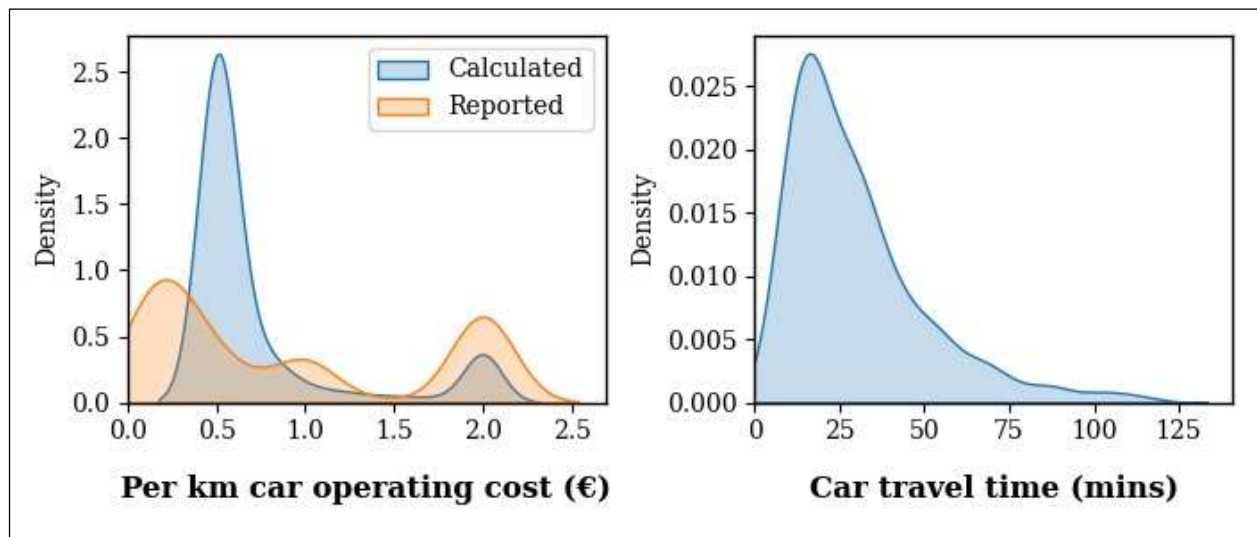 2.5
2.0
1.5
1.0
0.5
0.0
Density
Calculated
Reported
0.0 0.5 1.0 1.5 2.0 2.5
Per km car operating cost (€)
0.025
0.020
0.015
0.010
0.005
0.000
Density
0 25 50 75 100 125
Car travel time (mins)